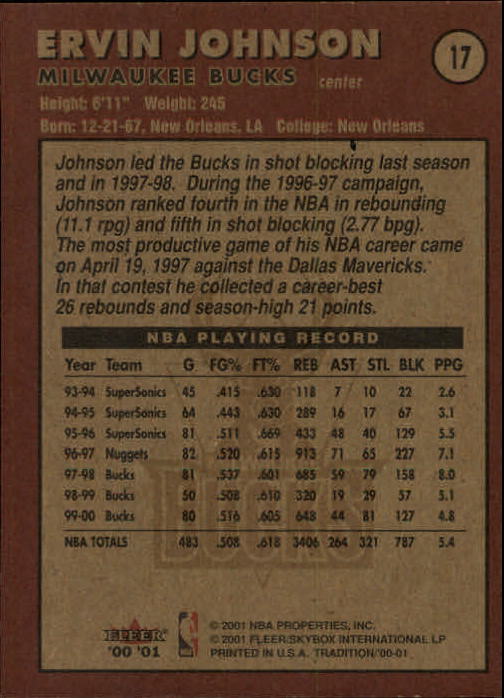 ERVIN JOHNSON
17
MILWAUKEE BUCKS center
Height: 6'11" Weight: 245
Born: 12-21-67, New Orleans, LA College: New Orleans
Johnson led the Bucks in shot blocking last season
and in 1997-98. During the 1996-97 campaign,
Johnson ranked fourth in the NBA in rebounding
(11.1 rpg) and fifth in shot blocking (2.77 bpg).
The most productive game of his NBA career came
on April 19, 1997 against the Dallas Mavericks.
In that contest he collected a career-best
26 rebounds and season-high 21 points.
NBA PLAYING RECORD
Year Team G FG% FT% REB AST STL BLK PPG
93-94 SuperSonics 45 .415 .630 118 7 10 22 2.6
94-95 SuperSonics 64 .443 .630 289 16 17 67 3.1
95-96 SuperSonics 81 .511 .669 433 48 40 129 5.5
96-97 Nuggets 82 .520 .615 913 71 65 227 7.1
97-98 Bucks 81 .537 .601 685 59 79 158 8.0
98-99 Bucks 50 .508 .610 320 19 29 57 5.1
99-00 Bucks 80 .516 .605 648 44 81 127 4.8
NBA TOTALS 483 .508 .618 3406 264 321 787 5.4
BUCKS
FLEER
'00 '01
© 2001 NBA PROPERTIES, INC.
© 2001 FLEER/SKYBOX INTERNATIONAL LP
PRINTED IN U.S.A. TRADITION/'00-01